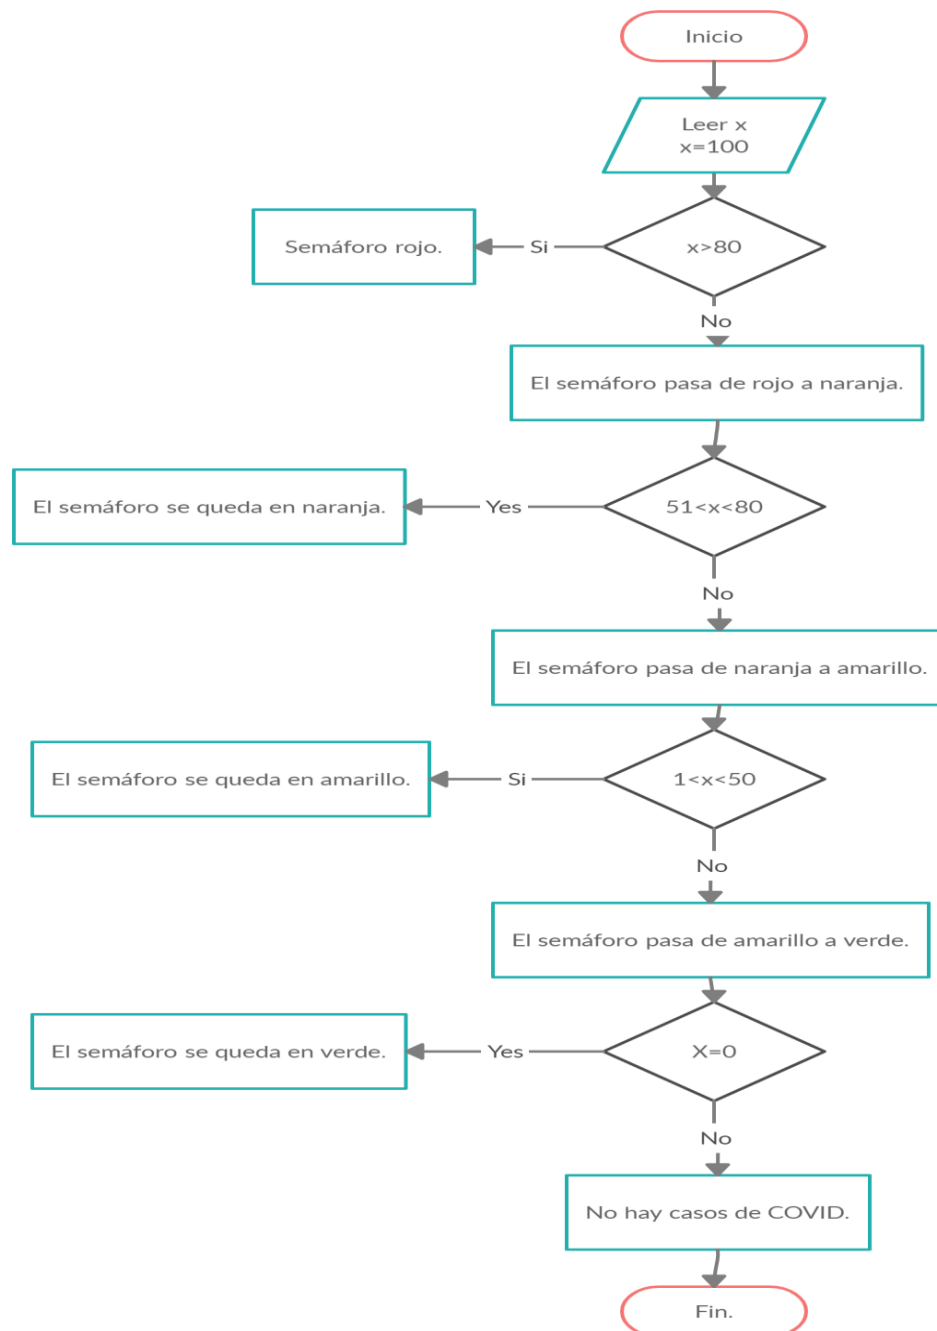 Inicio
Leer x
x=100
Semáforo rojo.
Si
x>80
No
El semáforo pasa de rojo a naranja.
El semáforo se queda en naranja.
Yes
51<x<80
No
El semáforo pasa de naranja a amarillo.
El semáforo se queda en amarillo.
Si
1<x<50
No
El semáforo pasa de amarillo a verde.
El semáforo se queda en verde.
Yes
X=0
No
No hay casos de COVID.
Fin.